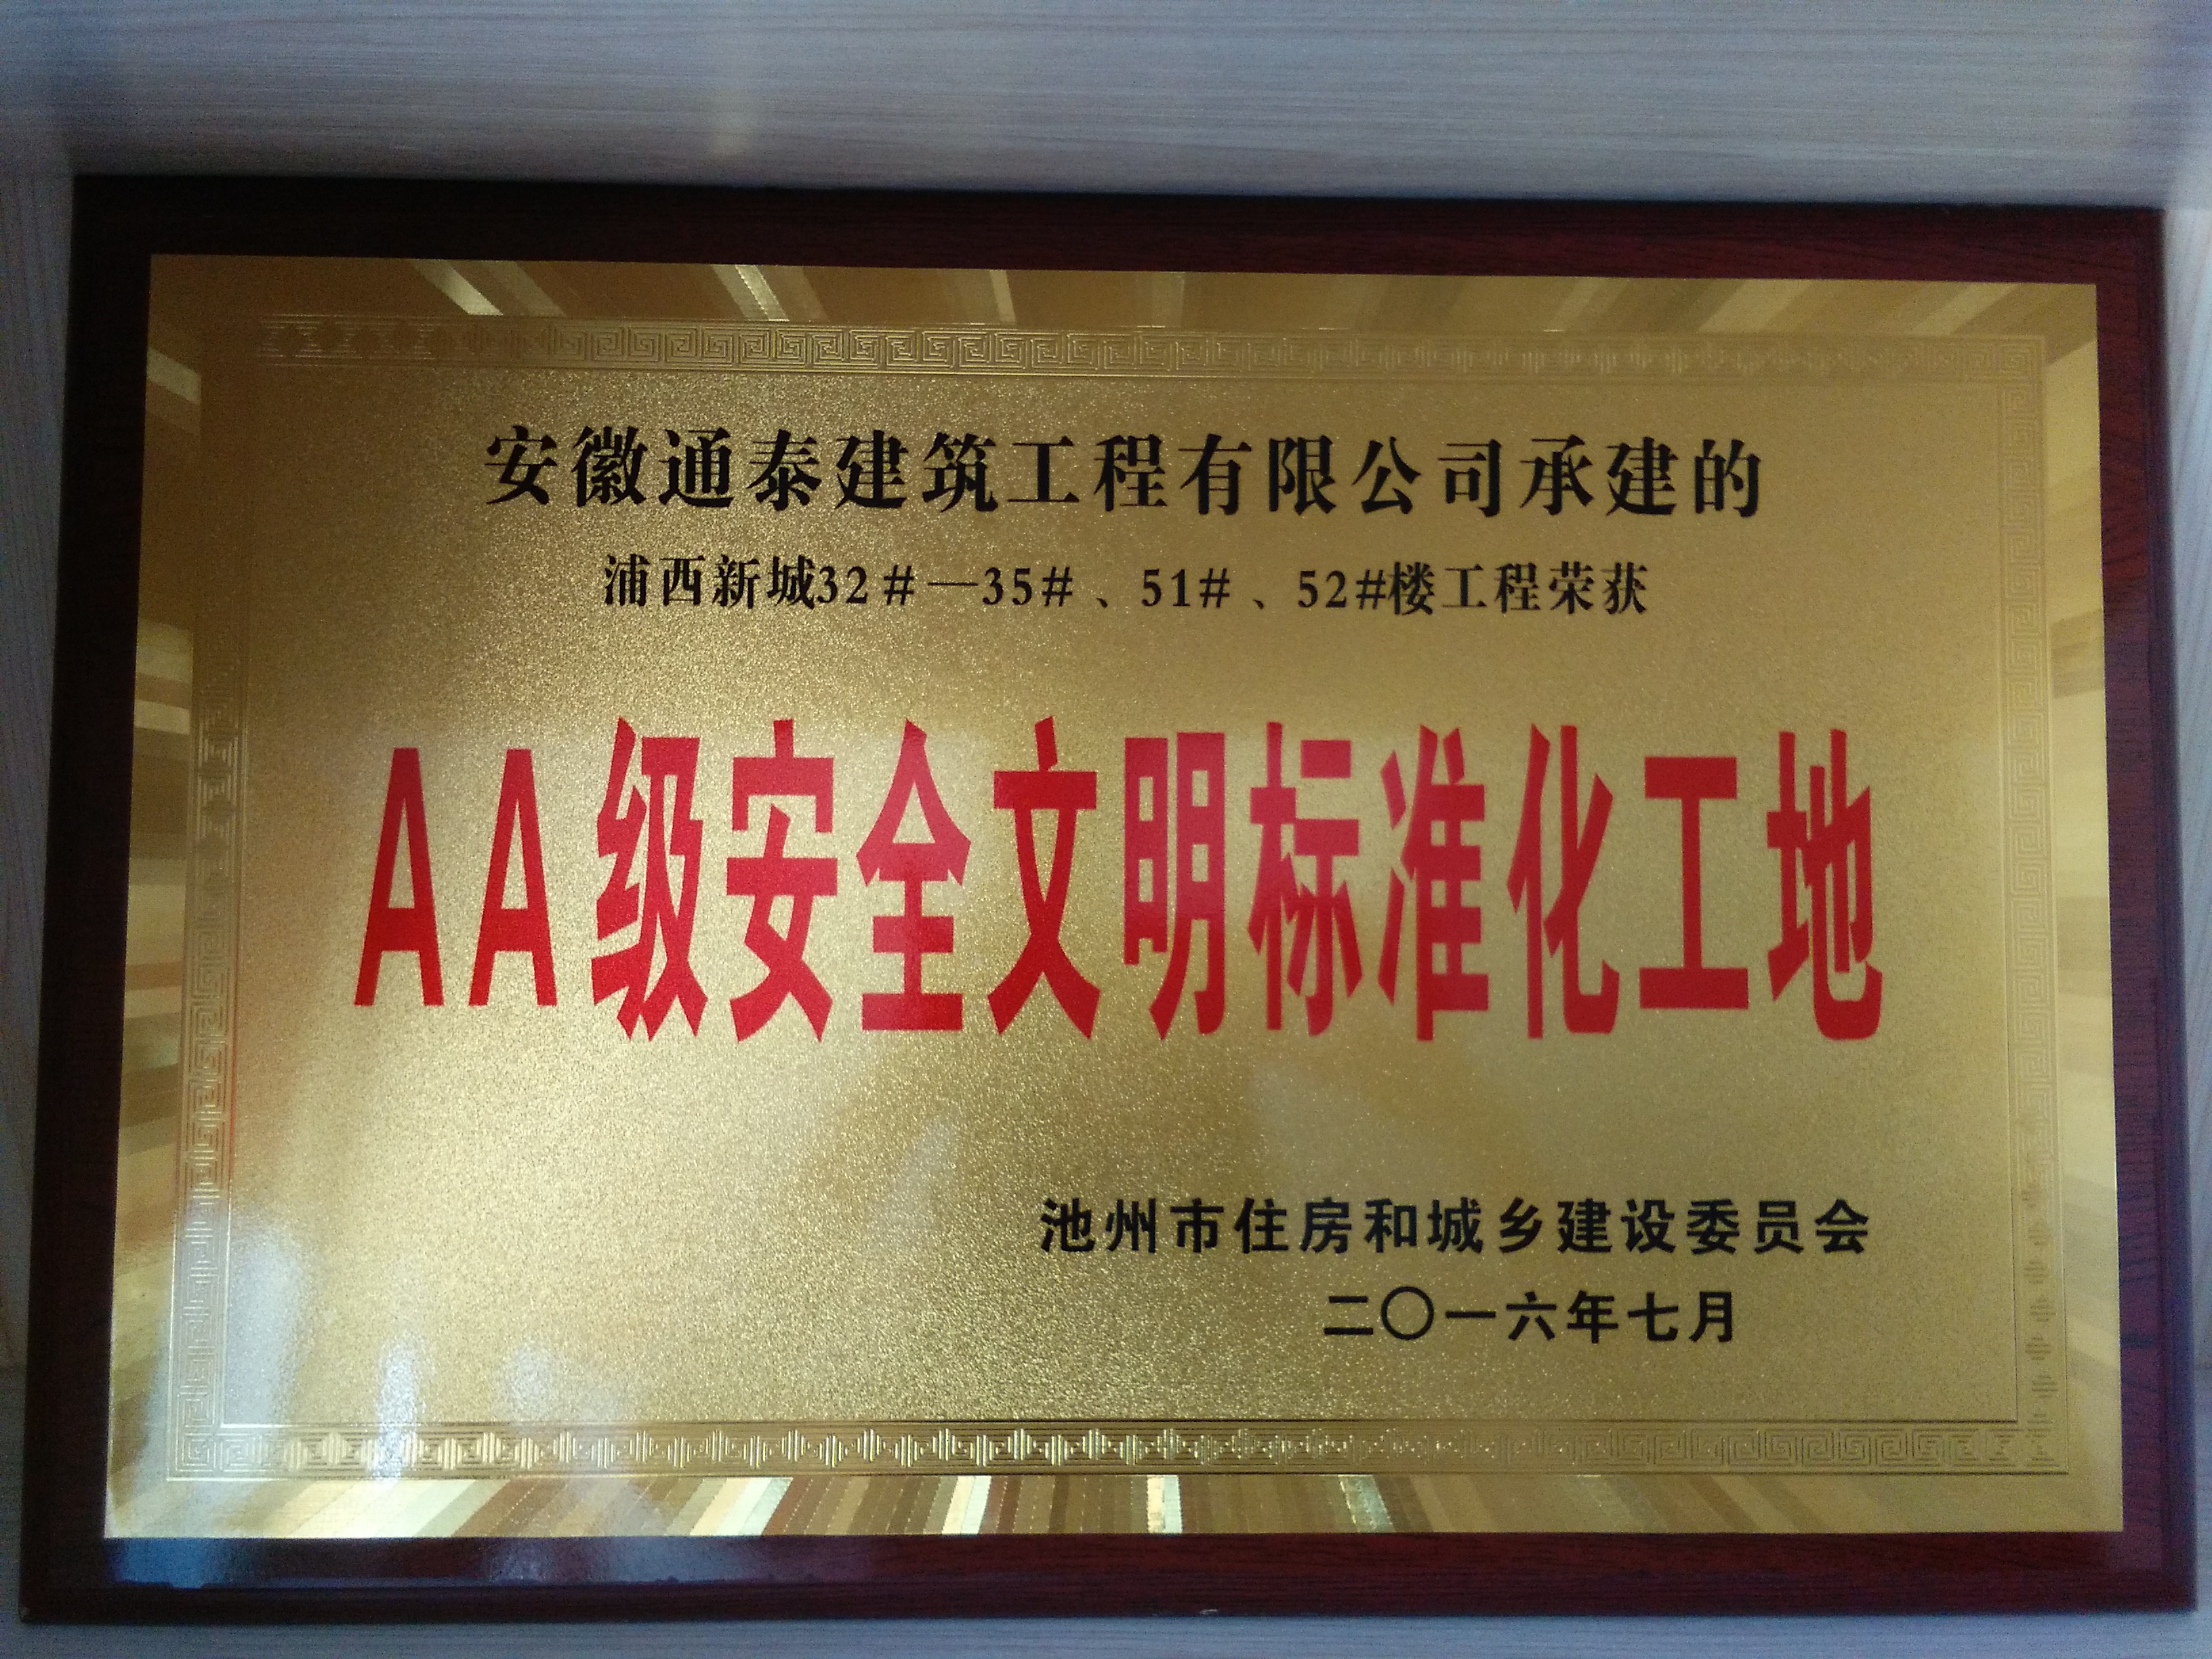 安徽通泰建筑工程有限公司承建的
浦西新城32#—35#、51#、52#楼工程荣获
AA级安全文明标准化工地
池州市住房和城乡建设委员会
二〇一六年七月